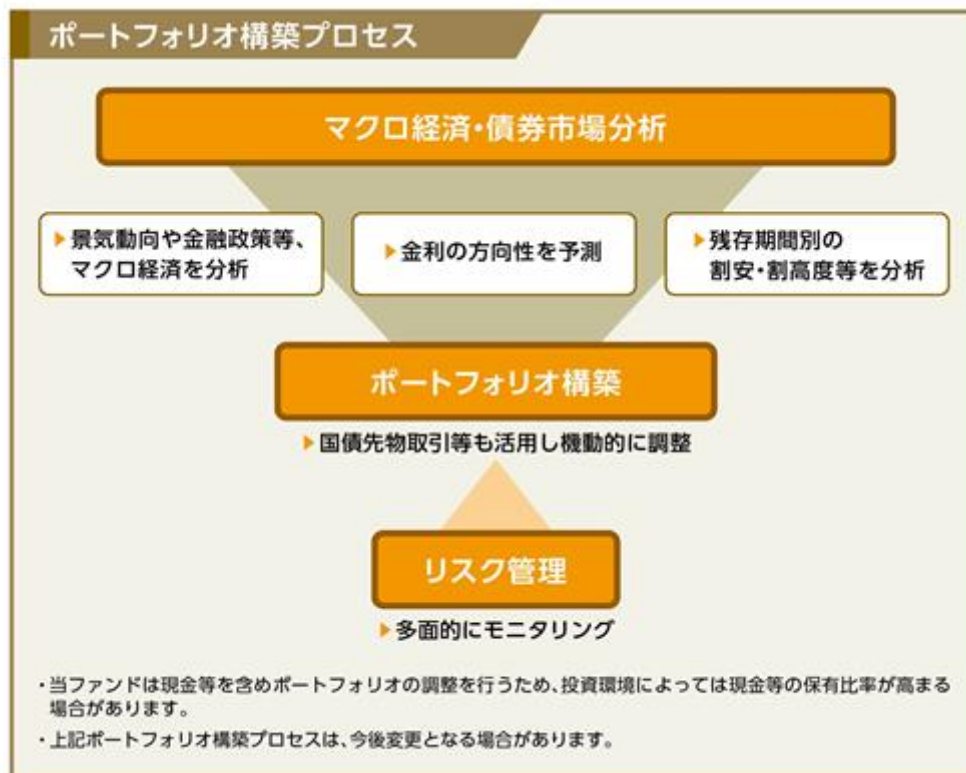 ポートフォリオ構築プロセス
マクロ経済・債券市場分析
▶景気動向や金融政策等、
マクロ経済を分析
▶金利の方向性を予測
▶残存期間別の
割安・割高度等を分析
ポートフォリオ構築
▶国債先物取引等も活用し機動的に調整
リスク管理
▶多面的にモニタリング
・当ファンドは現金等を含めポートフォリオの調整を行うため、投資環境によっては現金等の保有比率が高まる
場合があります。
・上記ポートフォリオ構築プロセスは、今後変更となる場合があります。